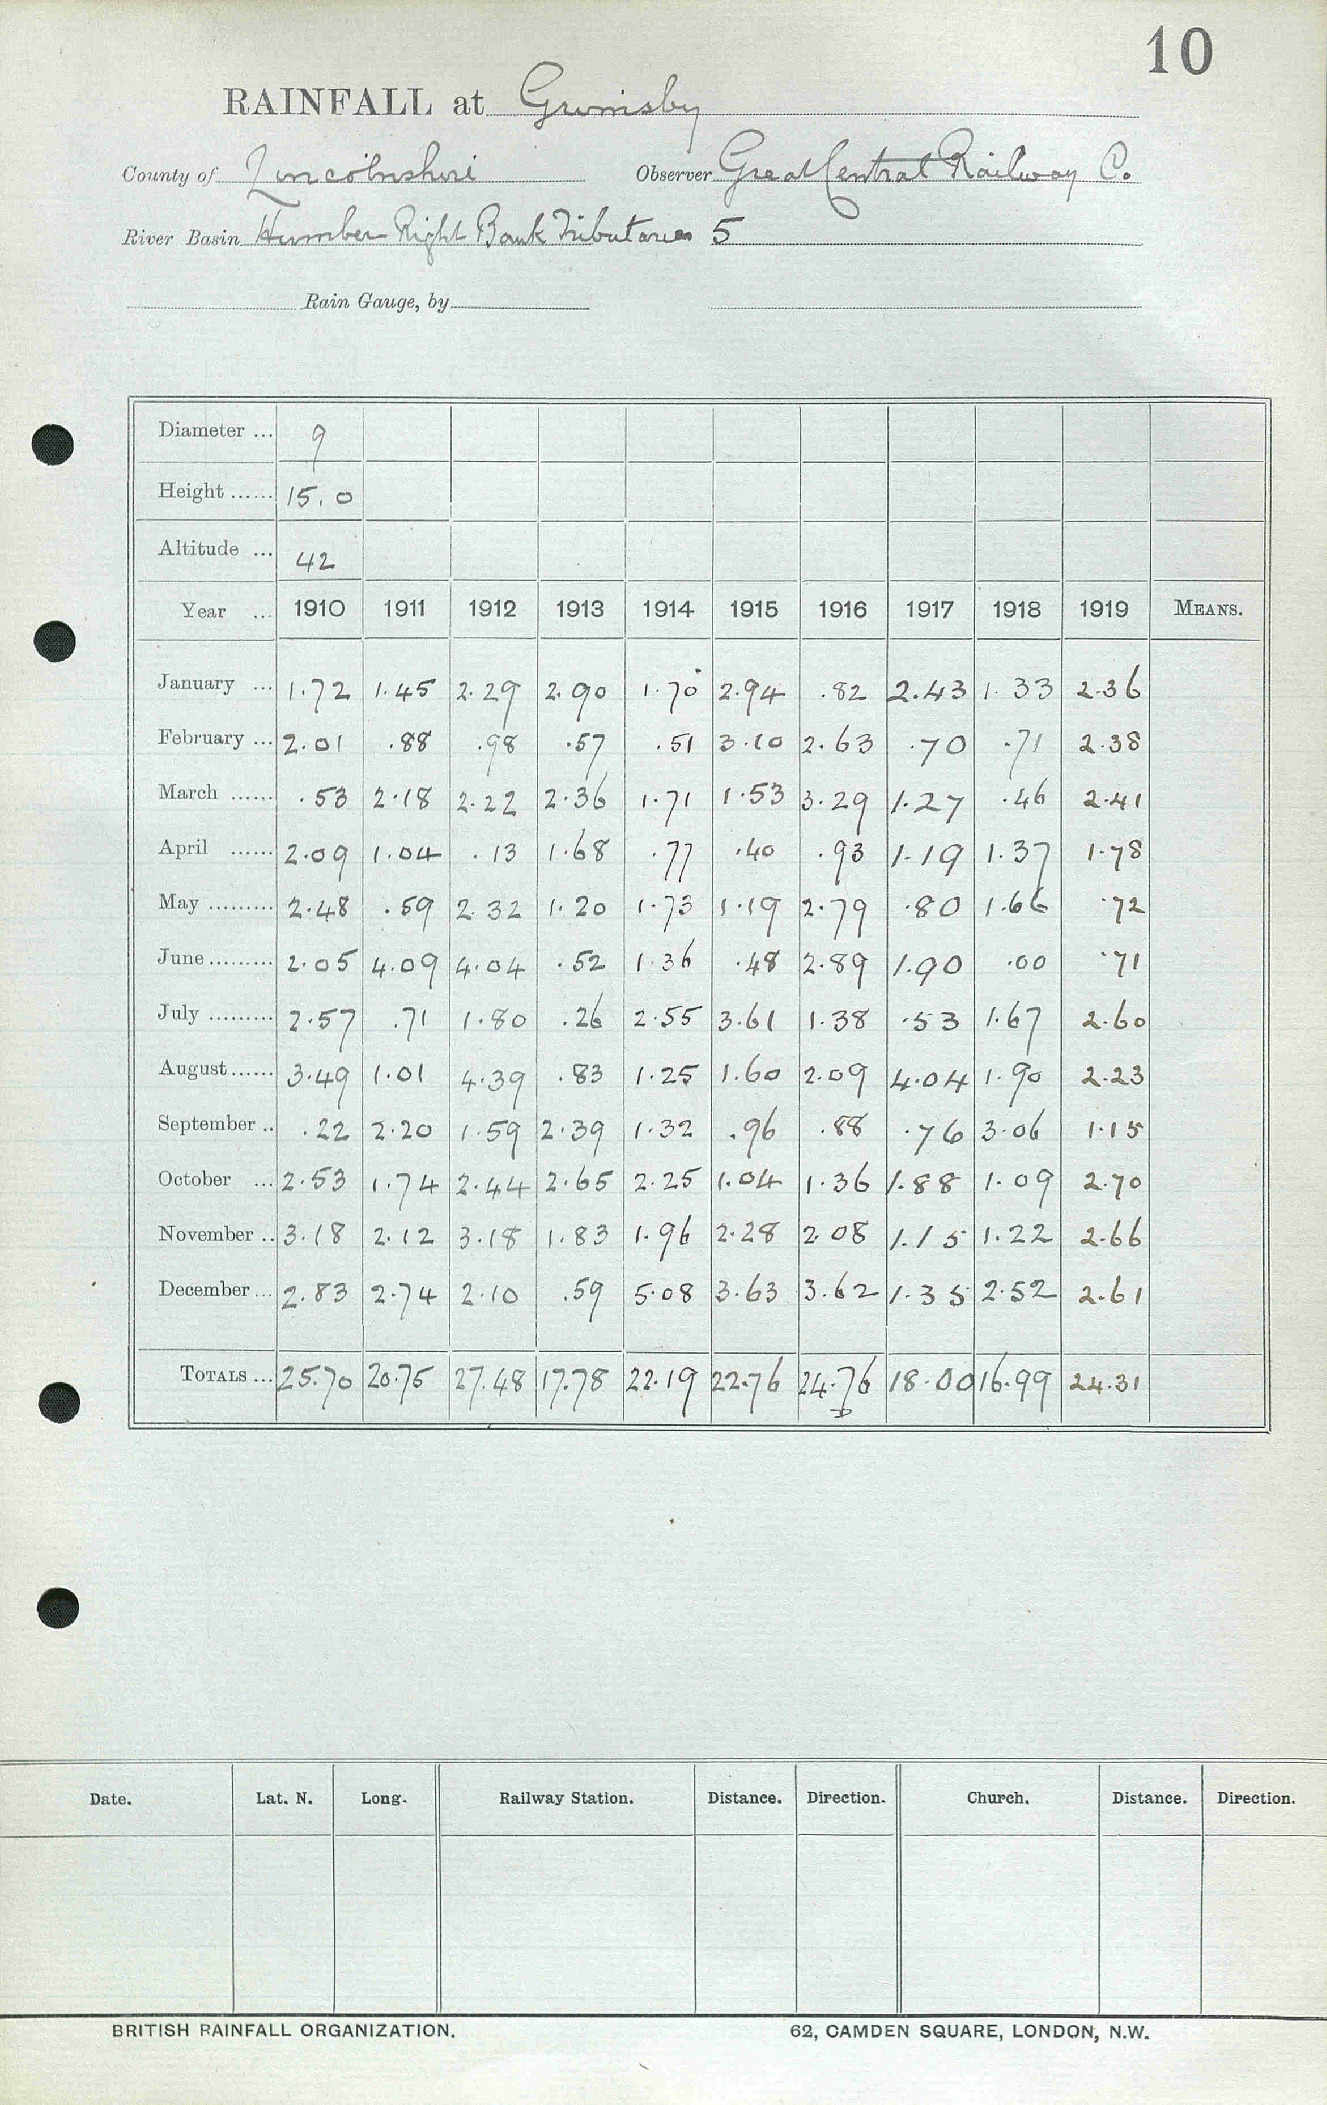 10
RAINFALL at Grimsby
County of Lincolnshire Observer Great Central Railway Co.
River Basin Humber Right Bank Tributaries 5
Rain Gauge, by
Diameter ... 9
Height ...... 15.0
Altitude ... 42
Year ... 1910 1911 1912 1913 1914 1915 1916 1917 1918 1919 MEANS.
January ... 1.72 1.45 2.29 2.90 1.70 2.94 .82 2.43 1.33 2.36
February ... 2.01 .88 .98 .57 .51 3.10 2.63 .70 .71 2.38
March ...... .53 2.18 2.22 2.36 1.71 1.53 3.29 1.27 .46 2.41
April ...... 2.09 1.04 .13 1.68 .77 .40 .93 1.19 1.37 1.78
May ......... 2.48 .59 2.32 1.20 1.73 1.19 2.79 .80 1.66 .72
June ......... 2.05 4.09 4.04 .52 1.36 .48 2.89 1.90 .00 .71
July ......... 2.57 .71 1.80 .26 2.55 3.61 1.38 .53 1.67 2.60
August ...... 3.49 1.01 4.39 .83 1.25 1.60 2.09 4.04 1.90 2.23
September .. .22 2.20 1.59 2.39 1.32 .96 .88 .76 3.06 1.15
October ... 2.53 1.74 2.44 2.65 2.25 1.04 1.36 1.88 1.09 2.70
November .. 3.18 2.12 3.18 1.83 1.96 2.28 2.08 1.15 1.22 2.66
December ... 2.83 2.74 2.10 .59 5.08 3.63 3.62 1.35 2.52 2.61
TOTALS ... 25.70 20.75 27.48 17.78 22.19 22.76 24.76 18.00 16.99 24.31
Date. Lat. N. Long. Railway Station. Distance. Direction. Church. Distance. Direction.
BRITISH RAINFALL ORGANIZATION. 62, CAMDEN SQUARE, LONDON, N.W.